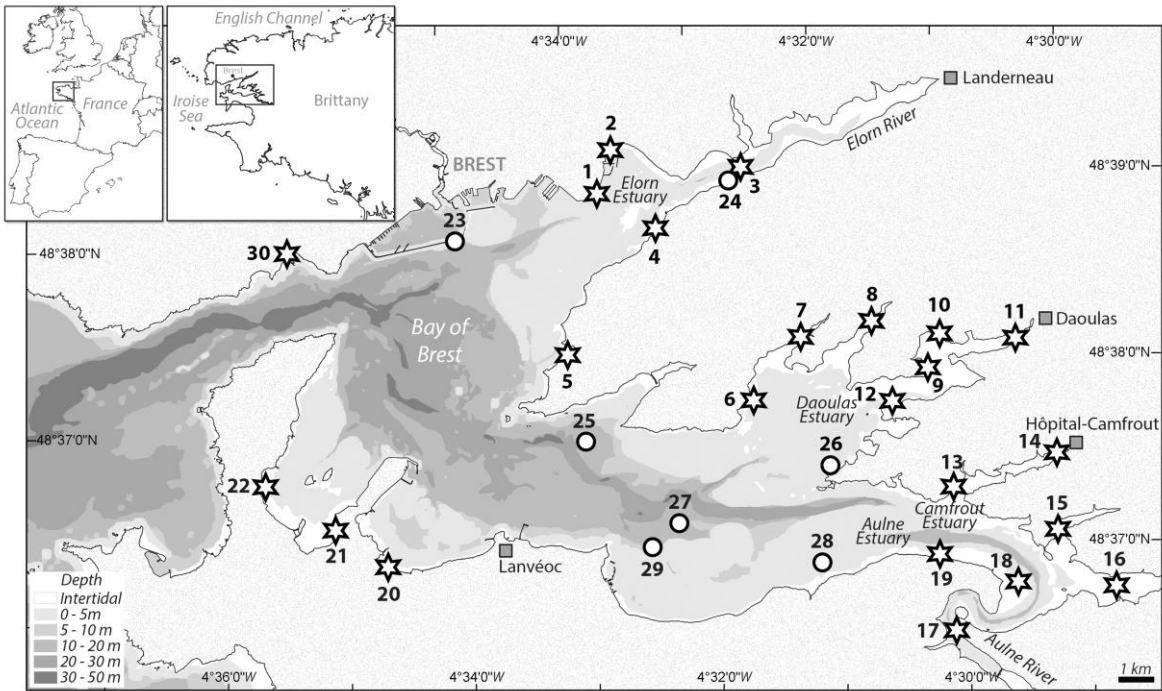 English Channel
Brest
Iroise
Sea
Brittany
Atlantic
Ocean
France
4°34'0"W
4°32'0"W
4°30'0"W
Landerneau
Elorn River
2
BREST
1
Elorn
Estuary
3
24
48°39'0"N
23
4
48°38'0"N
30
Bay of
Brest
7
8
10
11
Daoulas
5
9
48°38'0"N
6
12
Daoulas
Estuary
25
26
Hôpital-Camfrout
14
48°37'0"N
13
22
27
Camfrout
Estuary
15
Aulne
Estuary
21
29
28
48°37'0"N
Lanvéoc
20
19
18
16
17
Aulne River
Depth
Intertidal
0 - 5m
5 - 10 m
10 - 20 m
20 - 30 m
30 - 50 m
1 km
4°36'0"W
4°34'0"W
4°32'0"W
4°30'0"W